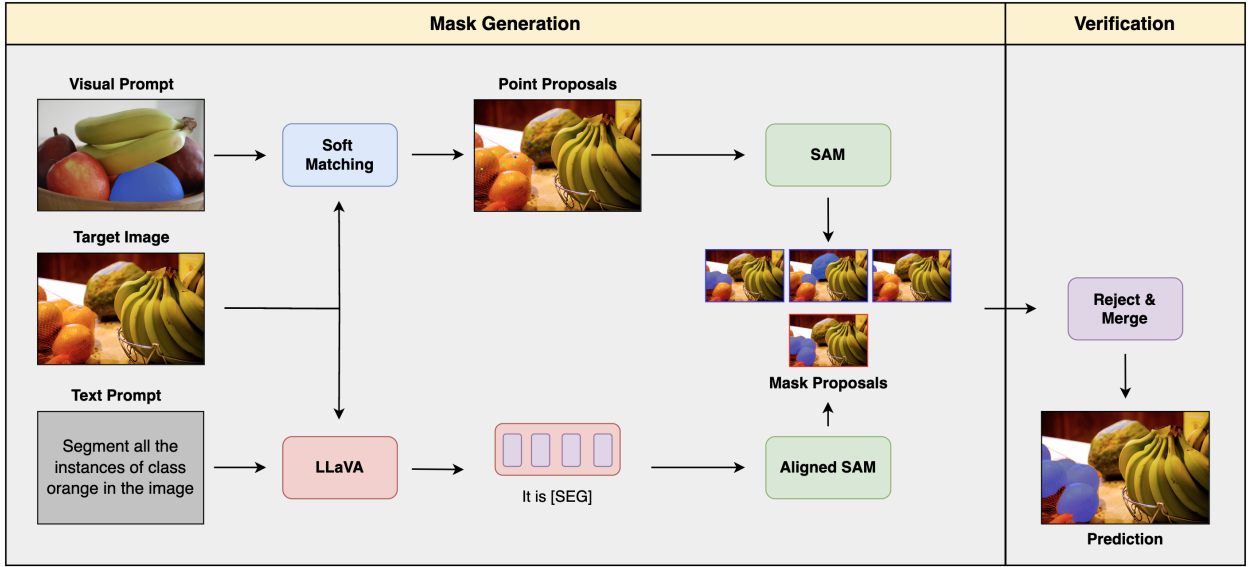 Mask Generation
Verification
Visual Prompt
Point Proposals
Soft
Matching
SAM
Target Image
Reject &
Merge
Mask Proposals
Text Prompt
Segment all the
instances of class
orange in the image
LLaVA
It is [SEG]
Aligned SAM
Prediction